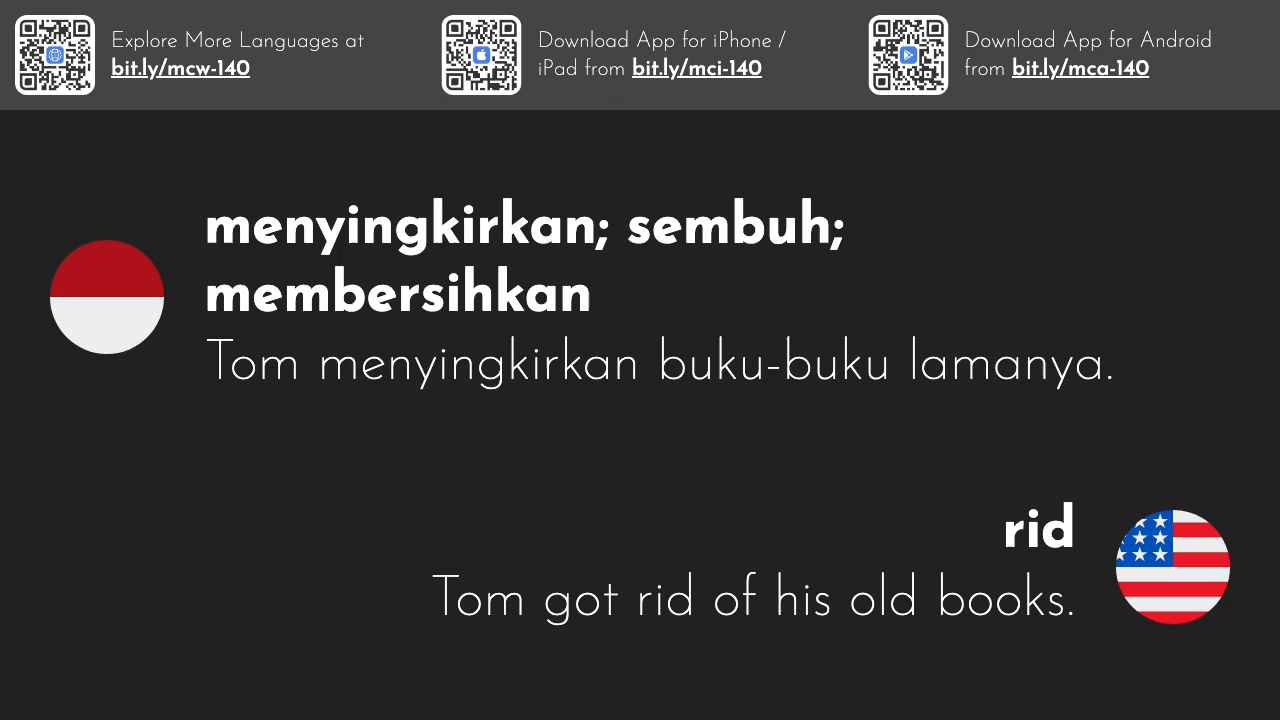 Explore More Languages at
bit.ly/mcw-140
Download App for iPhone /
iPad from bit.ly/mci-140
Download App for Android
from bit.ly/mca-140
menyingkirkan; sembuh;
membersihkan
Tom menyingkirkan buku-buku lamanya.
rid
Tom got rid of his old books.